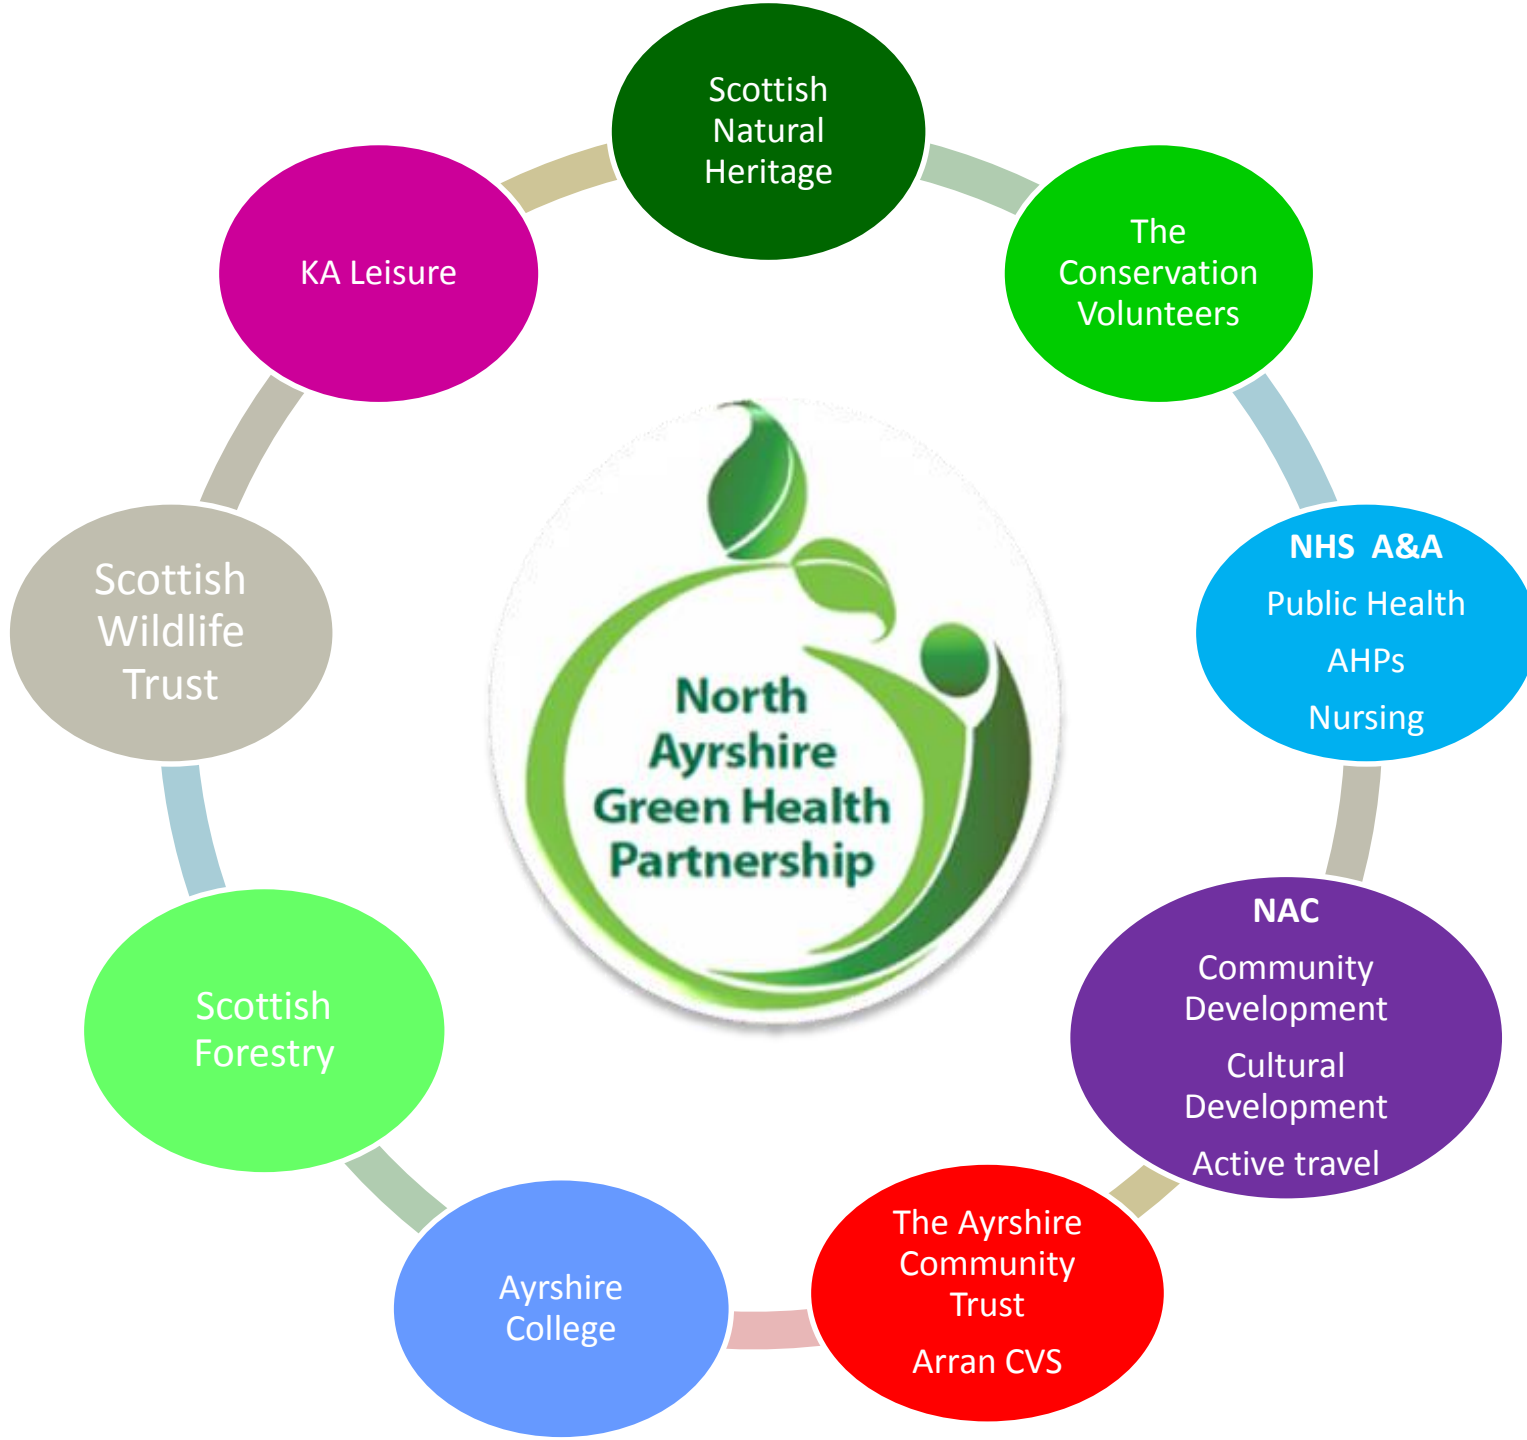 Scottish
Natural
Heritage
The
Conservation
Volunteers
NHS A&A
Public Health
AHPs
Nursing
NAC
Community
Development
Cultural
Development
Active travel
The Ayrshire
Community
Trust
Arran CVS
Ayrshire
College
Scottish
Forestry
Scottish
Wildlife
Trust
KA Leisure
North
Ayrshire
Green Health
Partnership